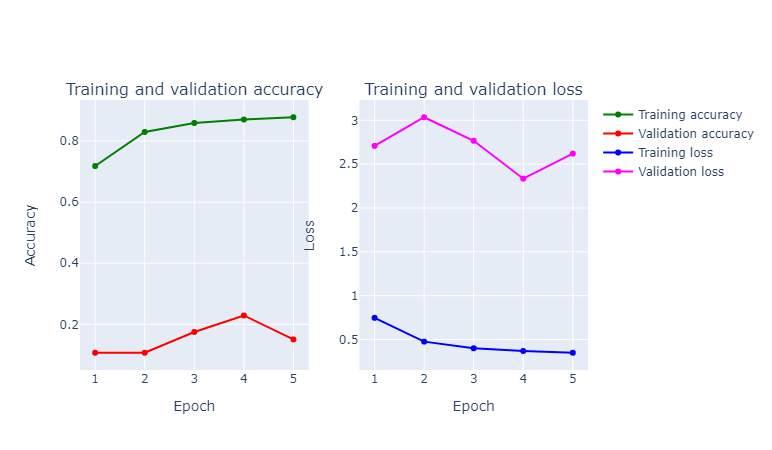 Training and validation accuracy
Training and validation loss
0.8
0.6
0.4
0.2
Accuracy
1 2 3 4 5
Epoch
3
2.5
2
1.5
1
0.5
Loss
1 2 3 4 5
Epoch
Training accuracy
Validation accuracy
Training loss
Validation loss